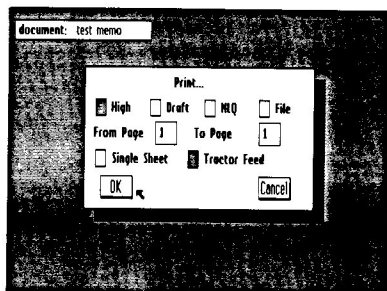 document: test memo
Print...
High Draft NLQ File
From Page 1 To Page 1
Single Sheet Tractor Feed
OK Cancel